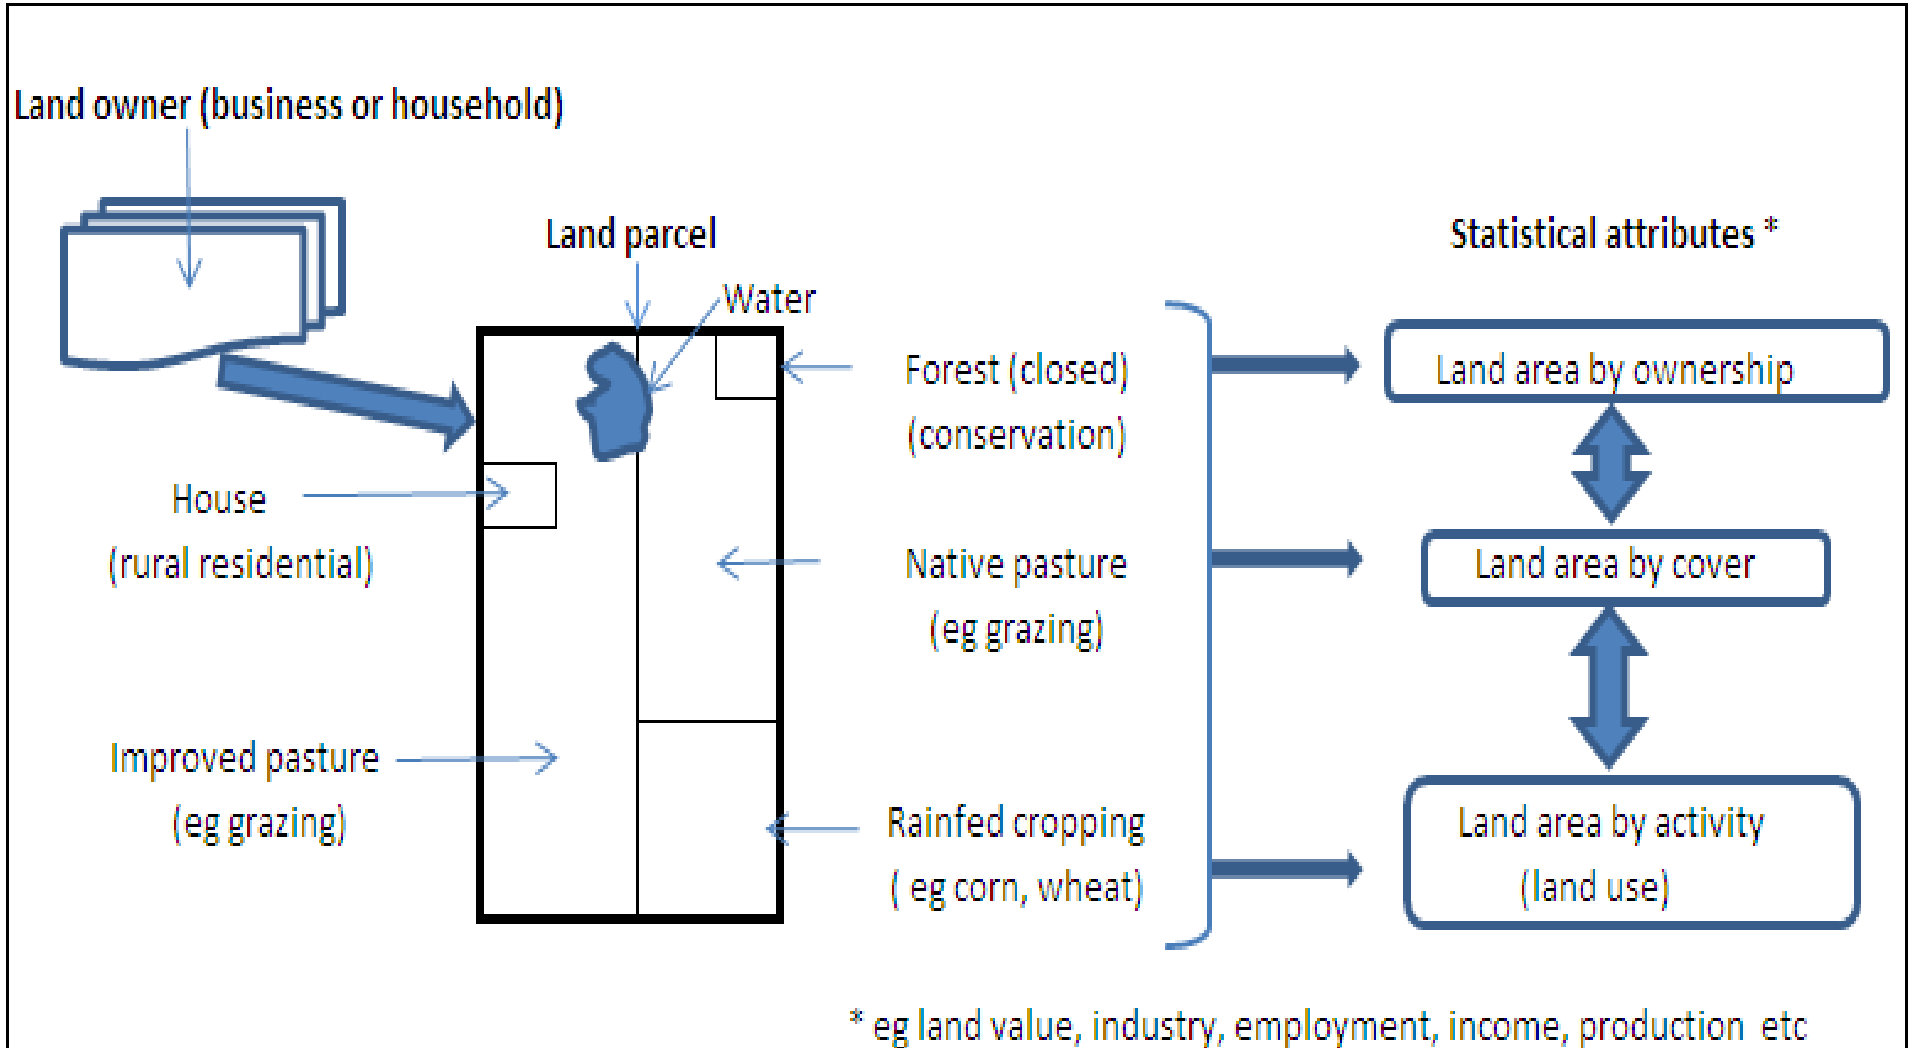 Land owner (business or household)
Land parcel
Water
House
(rural residential)
Improved pasture
(eg grazing)
Forest (closed)
(conservation)
Native pasture
(eg grazing)
Rainfed cropping
( eg corn, wheat)
Statistical attributes *
Land area by ownership
Land area by cover
Land area by activity
(land use)
* eg land value, industry, employment, income, production  etc